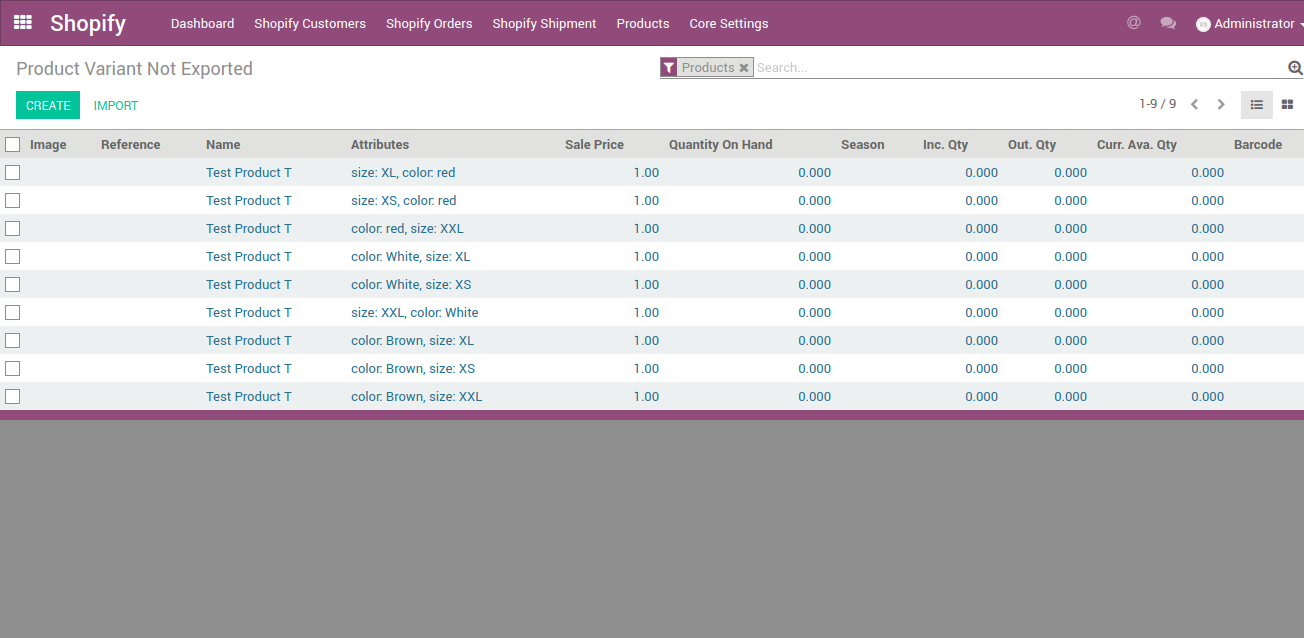 Shopify Dashboard Shopify Customers Shopify Orders Shopify Shipment Products Core Settings @ Administrator
Product Variant Not Exported Products Search...
CREATE IMPORT 1-9 / 9
Image Reference Name Attributes Sale Price Quantity On Hand Season Inc. Qty Out. Qty Curr. Ava. Qty Barcode
Test Product T size: XL, color: red 1.00 0.000 0.000 0.000 0.000
Test Product T size: XS, color: red 1.00 0.000 0.000 0.000 0.000
Test Product T color: red, size: XXL 1.00 0.000 0.000 0.000 0.000
Test Product T color: White, size: XL 1.00 0.000 0.000 0.000 0.000
Test Product T color: White, size: XS 1.00 0.000 0.000 0.000 0.000
Test Product T size: XXL, color: White 1.00 0.000 0.000 0.000 0.000
Test Product T color: Brown, size: XL 1.00 0.000 0.000 0.000 0.000
Test Product T color: Brown, size: XS 1.00 0.000 0.000 0.000 0.000
Test Product T color: Brown, size: XXL 1.00 0.000 0.000 0.000 0.000